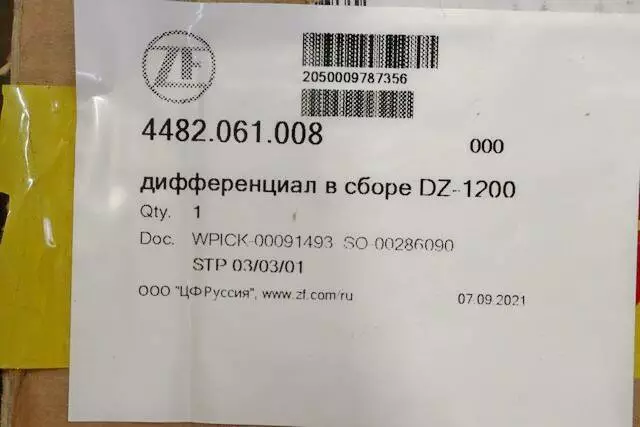 ZF
2050009787356
4482.061.008
000
дифференциал в сборе DZ-1200
Qty. 1
Doc. WPICK-00091493 SO-00286090
STP 03/03/01
ООО "ЦФ Руссия", www.zf.com/ru
07.09.2021